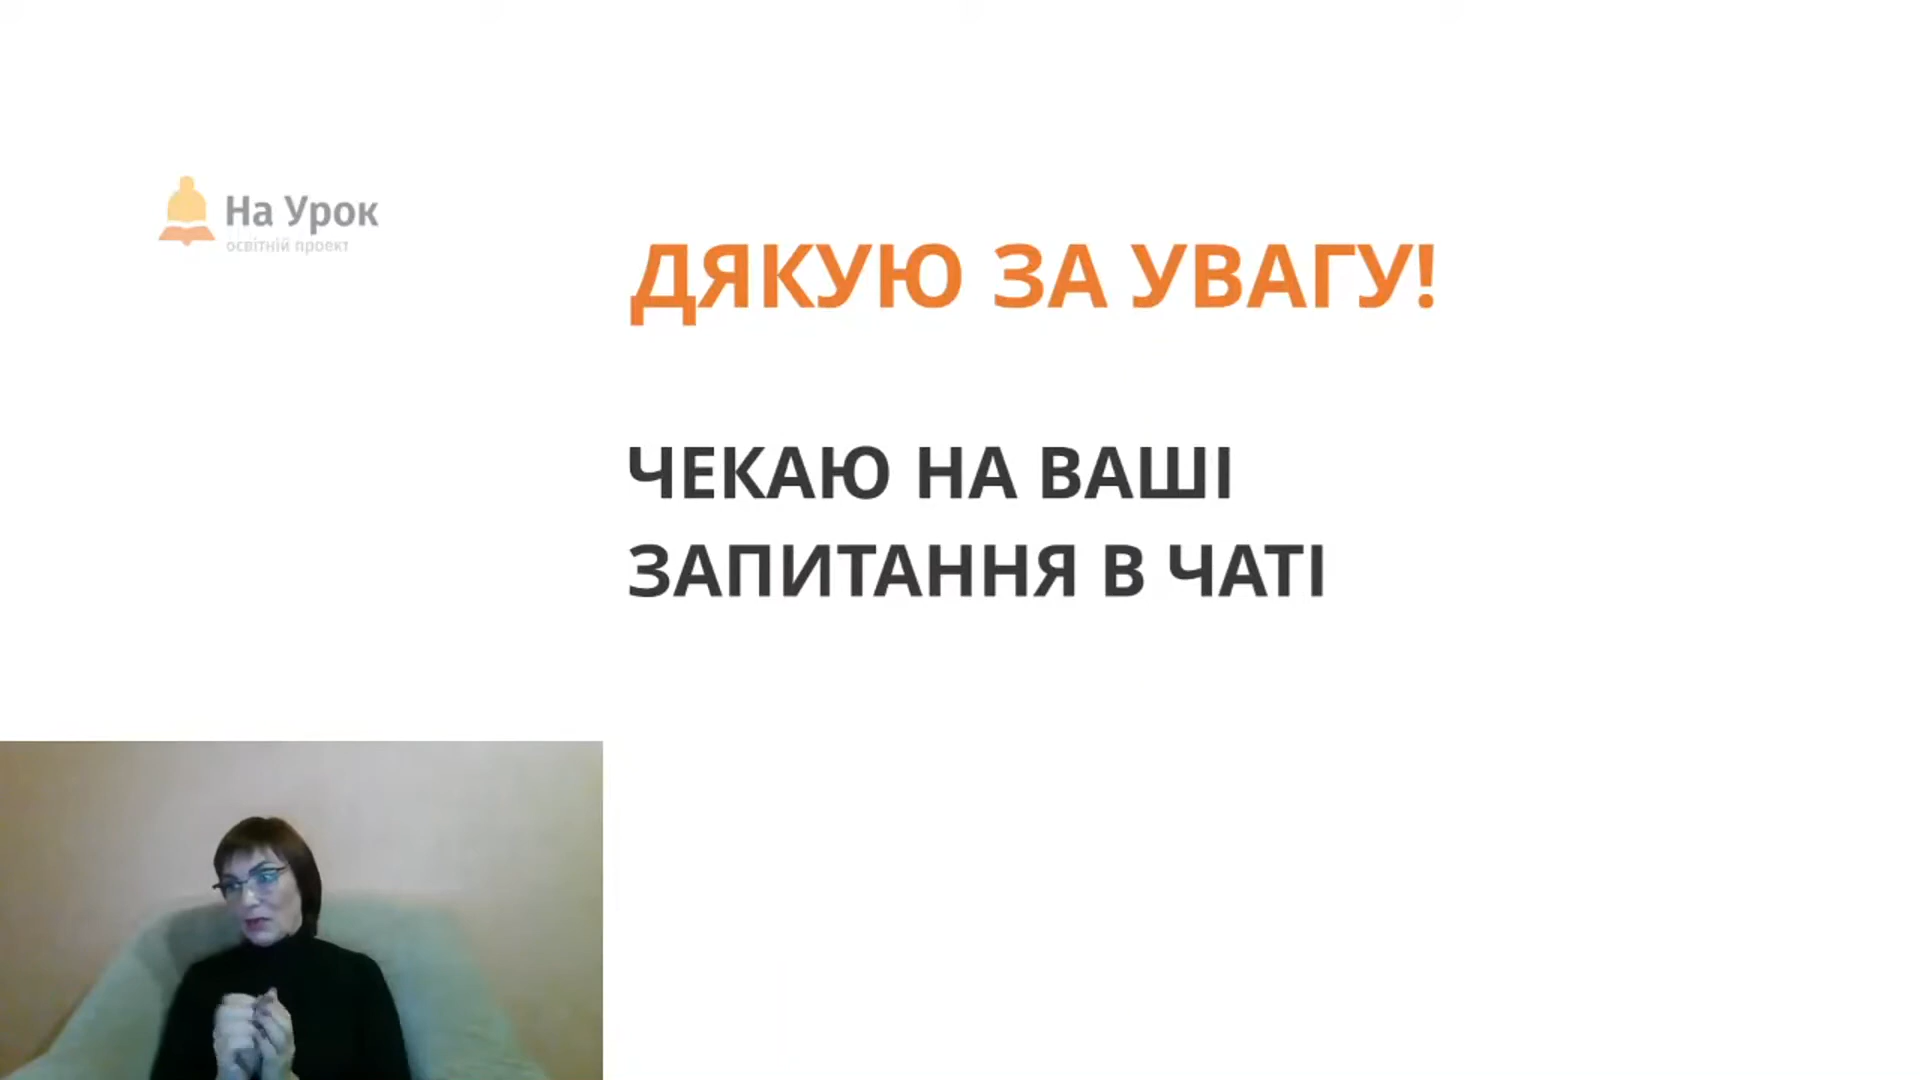 На Урок
освітній проект
ДЯКУЮ ЗА УВАГУ!
ЧЕКАЮ НА ВАШІ
ЗАПИТАННЯ В ЧАТІ